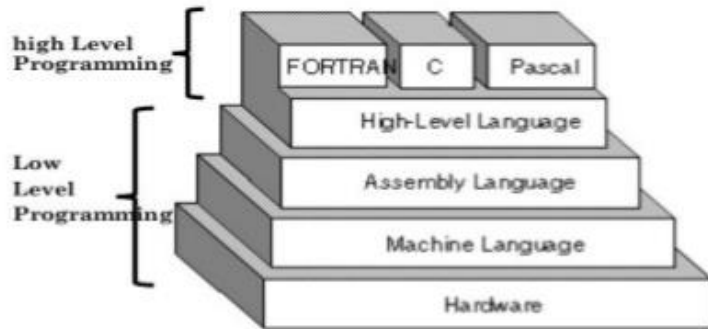 high Level
Programming
FORTRAN C Pascal
High-Level Language
Low
Level
Programming
Assembly Language
Machine Language
Hardware